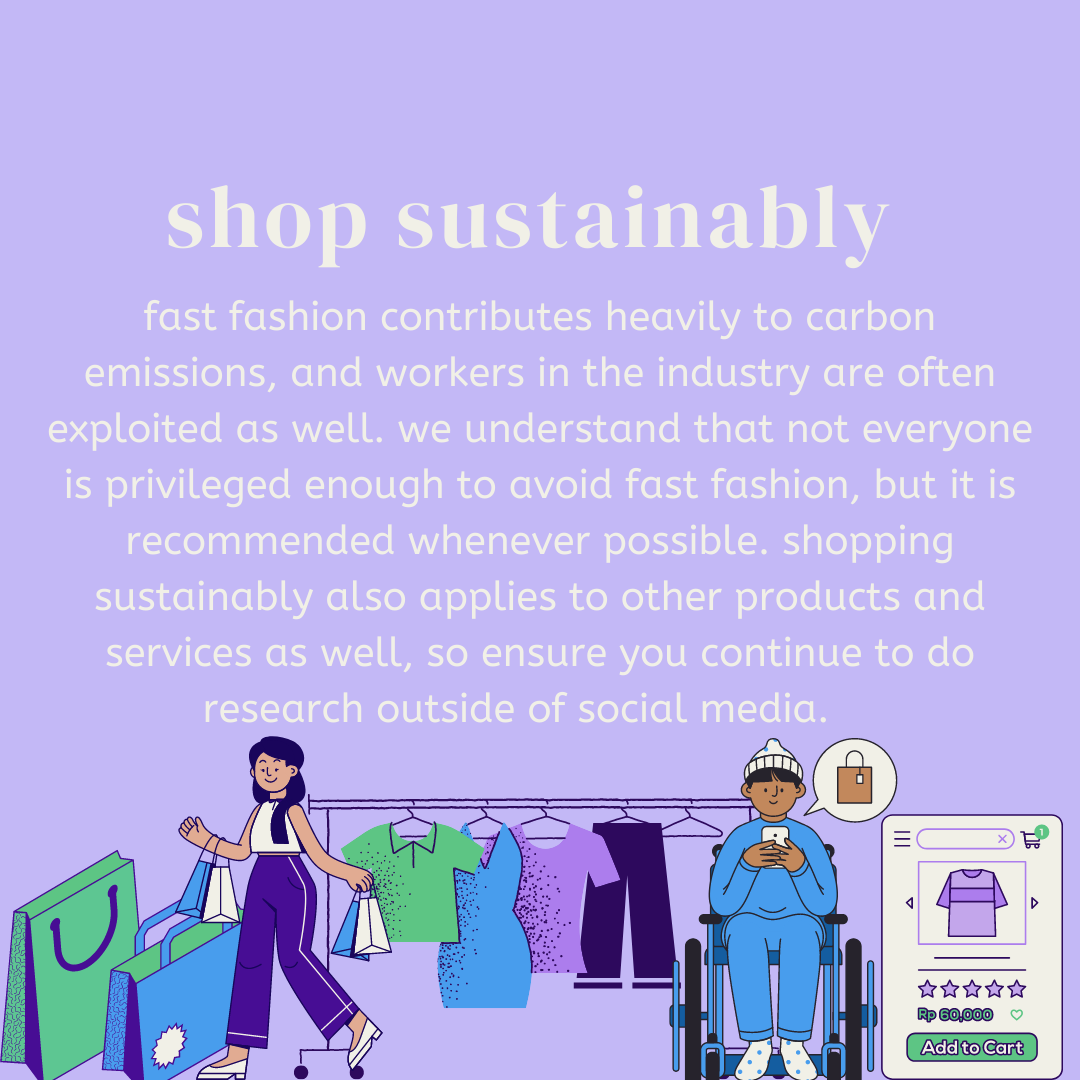 shop sustainably
fast fashion contributes heavily to carbon
emissions, and workers in the industry are often
exploited as well. we understand that not everyone
is privileged enough to avoid fast fashion, but it is
recommended whenever possible. shopping
sustainably also applies to other products and
services as well, so ensure you continue to do
research outside of social media.
1
Rp 60,000
Add to Cart